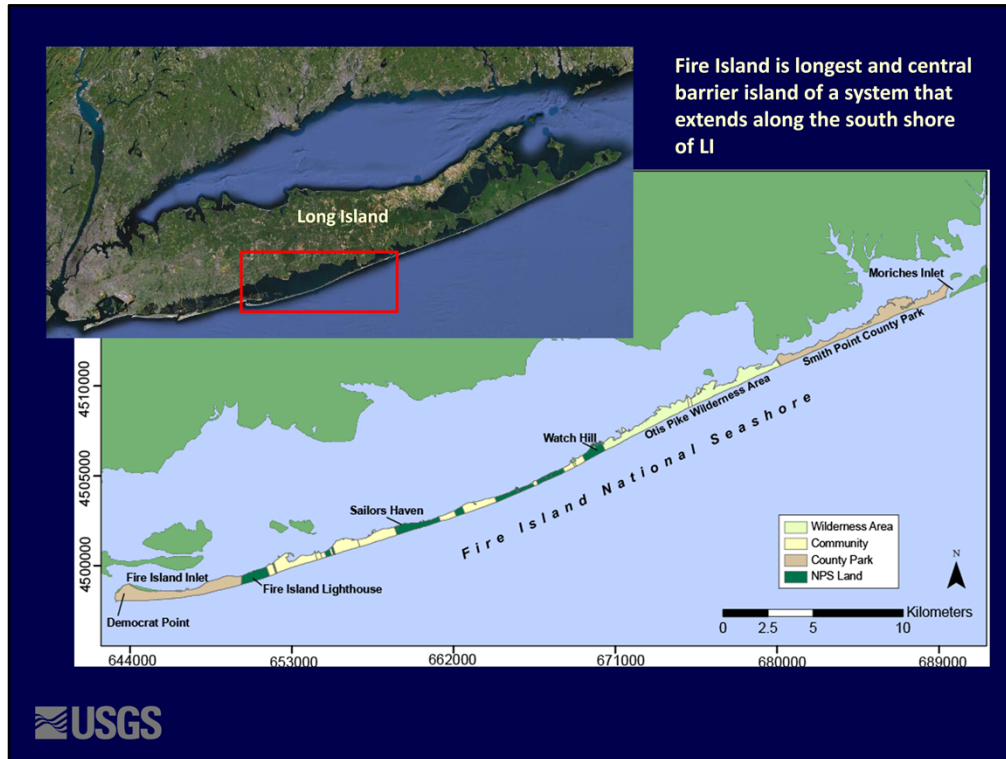 Fire Island is longest and central
barrier island of a system that
extends along the south shore
of LI
Long Island
Moriches Inlet
Smith Point County Park
Otis Pike Wilderness Area
Watch Hill
Fire Island National Seashore
Sailors Haven
Fire Island Inlet
Fire Island Lighthouse
Democrat Point
Wilderness Area
Community
County Park
NPS Land
N
Kilometers
0 2.5 5 10
4510000
4505000
4500000
644000 653000 662000 671000 680000 689000
USGS